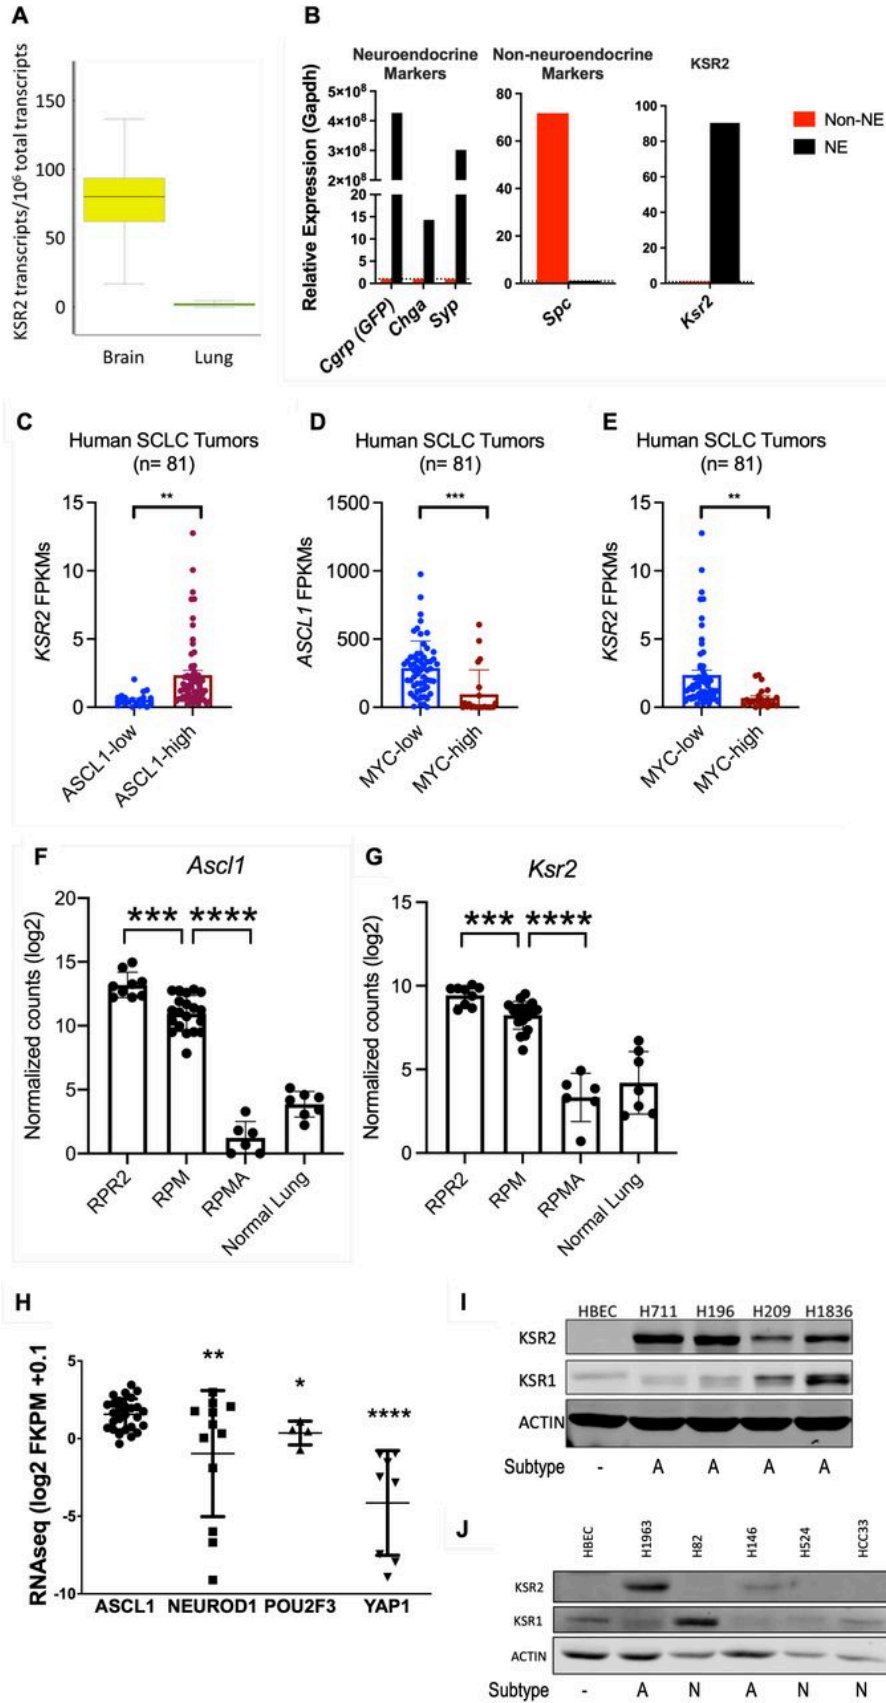 A
KSR2 transcripts/10⁶ total transcripts
150
100
50
0
Brain
Lung
B
Neuroendocrine
Markers
Non-neuroendocrine
Markers
KSR2
Relative Expression (Gapdh)
5×10⁸
4×10⁸
3×10⁸
2×10⁸
20
15
10
5
0
Cgrp (GFP)
Chga
Syp
80
60
40
20
0
Spc
100
80
60
40
20
0
Ksr2
Non-NE
NE
C
Human SCLC Tumors
(n= 81)
**
KSR2 FPKMs
15
10
5
0
ASCL1-low
ASCL1-high
D
Human SCLC Tumors
(n= 81)
***
ASCL1 FPKMs
1500
1000
500
0
MYC-low
MYC-high
E
Human SCLC Tumors
(n= 81)
**
KSR2 FPKMs
15
10
5
0
MYC-low
MYC-high
F
Ascl1
*** ****
Normalized counts (log2)
20
15
10
5
0
RPR2
RPM
RPMA
Normal Lung
G
Ksr2
*** ****
Normalized counts (log2)
15
10
5
0
RPR2
RPM
RPMA
Normal Lung
H
RNAseq (log2 FKPM +0.1
5
0
-5
-10
**
*
****
ASCL1 NEUROD1 POU2F3 YAP1
I
HBEC H711 H196 H209 H1836
KSR2
KSR1
ACTIN
Subtype - A A A A
J
HBEC H1963 H82 H146 H524 HCC33
KSR2
KSR1
ACTIN
Subtype - A N A N N